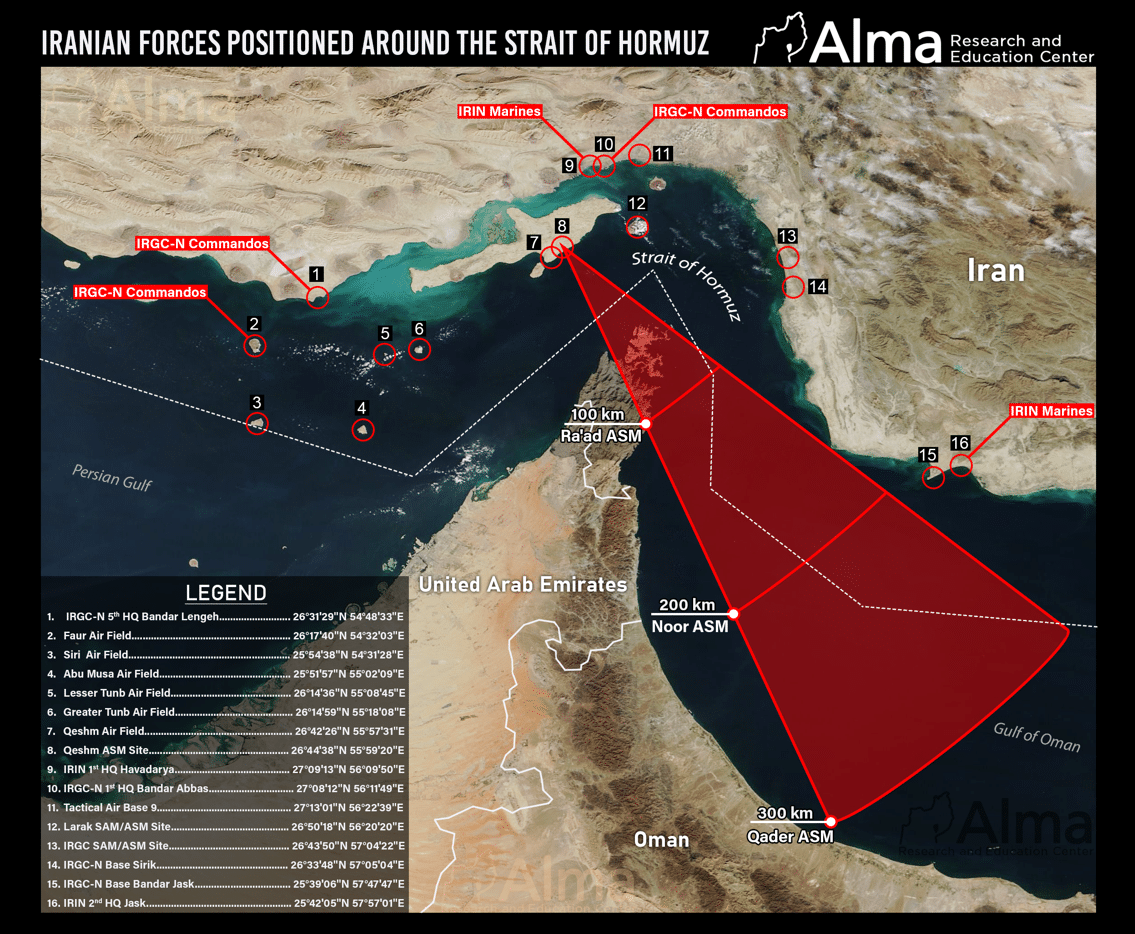 IRANIAN FORCES POSITIONED AROUND THE STRAIT OF HORMUZ
Alma
Research and
Education Center
Alma
IRIN Marines
IRGC-N Commandos
10
9
11
12
8
7
13
14
Strait of Hormuz
Iran
IRGC-N Commandos
1
IRGC-N Commandos
2
5
6
3
4
Persian Gulf
100 km
Ra'ad ASM
IRIN Marines
15
16
United Arab Emirates
200 km
Noor ASM
Gulf of Oman
300 km
Qader ASM
Oman
Alma
Research and Education Center
Alma
LEGEND
1. IRGC-N 5th HQ Bandar Lengeh........................ 26°31'29"N 54°48'33"E
2. Faur Air Field..................................................... 26°17'40"N 54°32'03"E
3. Siri Air Field...................................................... 25°54'38"N 54°31'28"E
4. Abu Musa Air Field............................................ 25°51'57"N 55°02'09"E
5. Lesser Tunb Air Field......................................... 26°14'36"N 55°08'45"E
6. Greater Tunb Air Field....................................... 26°14'59"N 55°18'08"E
7. Qeshm Air Field................................................. 26°42'26"N 55°57'31"E
8. Qeshm ASM Site................................................ 26°44'38"N 55°59'20"E
9. IRIN 1st HQ Havadarya....................................... 27°09'13"N 56°09'50"E
10. IRGC-N 1st HQ Bandar Abbas.......................... 27°08'12"N 56°11'49"E
11. Tactical Air Base 9............................................ 27°13'01"N 56°22'39"E
12. Larak SAM/ASM Site......................................... 26°50'18"N 56°20'20"E
13. IRGC SAM/ASM Site......................................... 26°43'50"N 57°04'22"E
14. IRGC-N Base Sirik............................................. 26°33'48"N 57°05'04"E
15. IRGC-N Base Bandar Jask................................ 25°39'06"N 57°47'47"E
16. IRIN 2nd HQ Jask................................................ 25°42'05"N 57°57'01"E